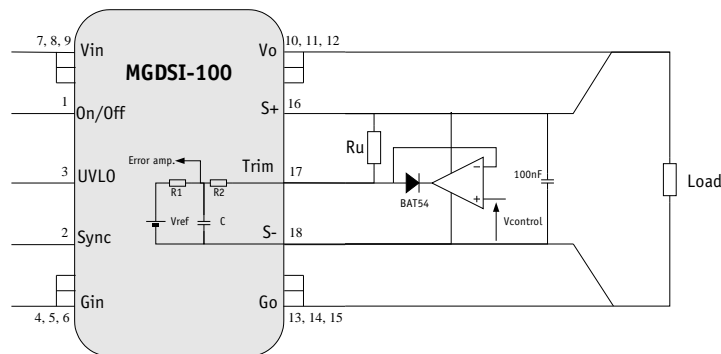 7, 8, 9
Vin
Vo
10, 11, 12
MGDSI-100
1
On/Off
S+
16
Error amp.
Trim
17
Ru
−
+
100nF
Load
3
UVLO
R1
R2
BAT54
Vref
C
Vcontrol
2
Sync
S-
18
Gin
Go
4, 5, 6
13, 14, 15